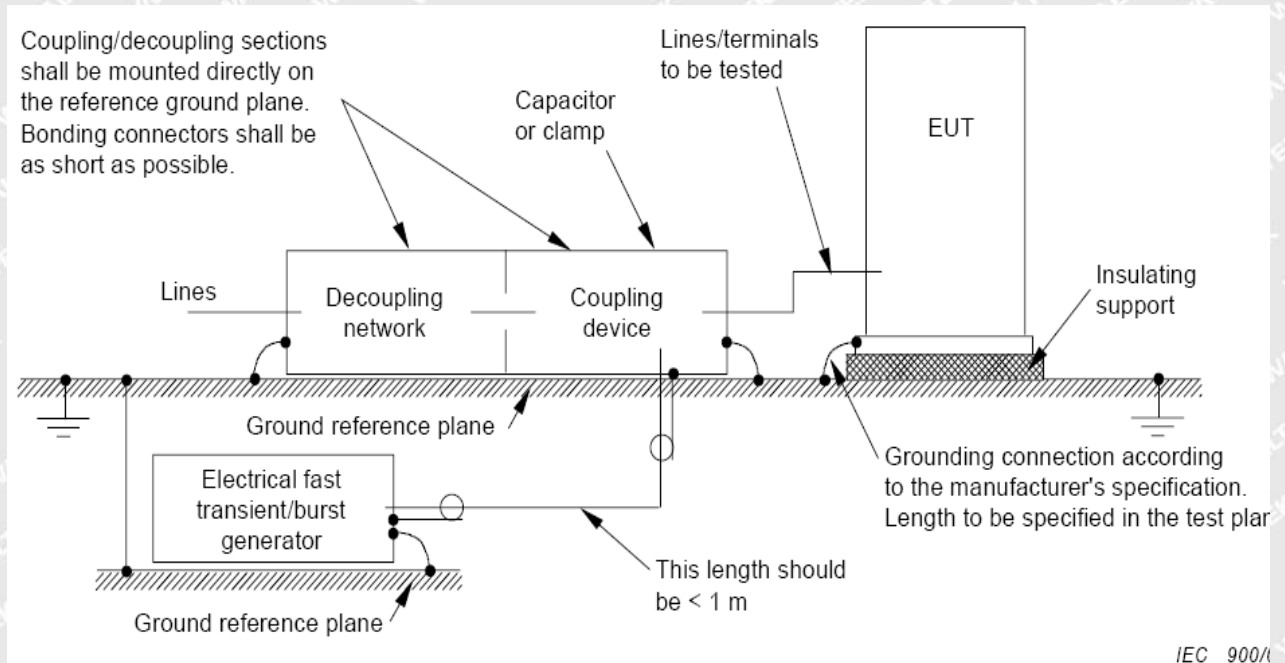 Coupling/decoupling sections
shall be mounted directly on
the reference ground plane.
Bonding connectors shall be
as short as possible.
Capacitor
or clamp
Lines/terminals
to be tested
EUT
Lines
Decoupling
network
Coupling
device
Insulating
support
Ground reference plane
Electrical fast
transient/burst
generator
Grounding connection according
to the manufacturer's specification.
Length to be specified in the test plan
This length should
be < 1 m
Ground reference plane
IEC 900/